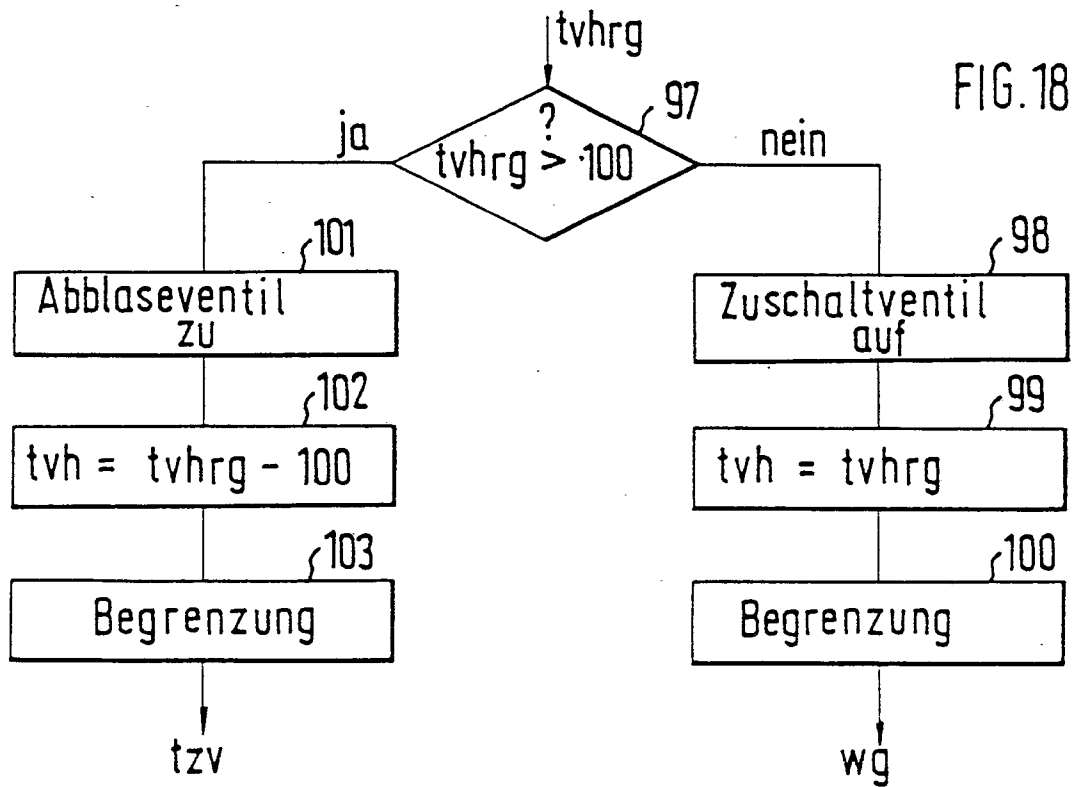 tvhrg
FIG. 18
97
ja
?
tvhrg > 100
nein
101
Abblaseventil
zu
98
Zuschaltventil
auf
102
tvh = tvhrg - 100
99
tvh = tvhrg
103
Begrenzung
100
Begrenzung
tzv
wg